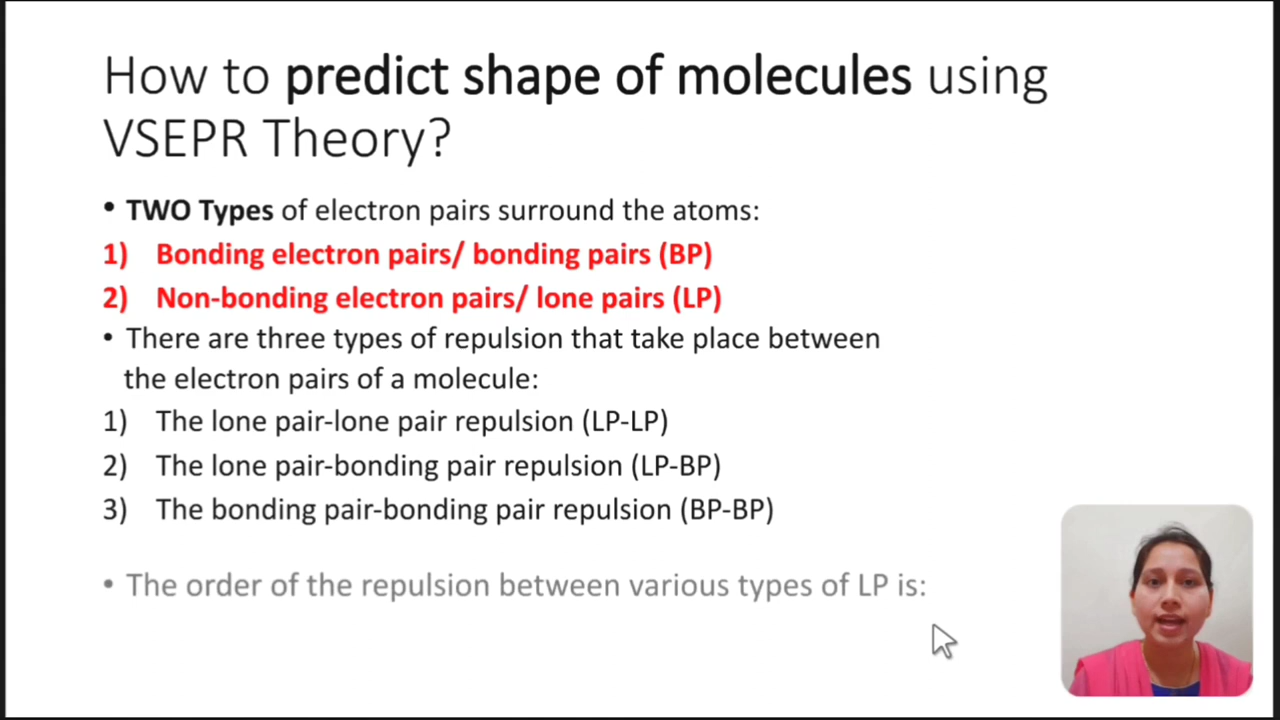 How to predict shape of molecules using
VSEPR Theory?
• TWO Types of electron pairs surround the atoms:
1) Bonding electron pairs/ bonding pairs (BP)
2) Non-bonding electron pairs/ lone pairs (LP)
• There are three types of repulsion that take place between
the electron pairs of a molecule:
1) The lone pair-lone pair repulsion (LP-LP)
2) The lone pair-bonding pair repulsion (LP-BP)
3) The bonding pair-bonding pair repulsion (BP-BP)
• The order of the repulsion between various types of LP is: